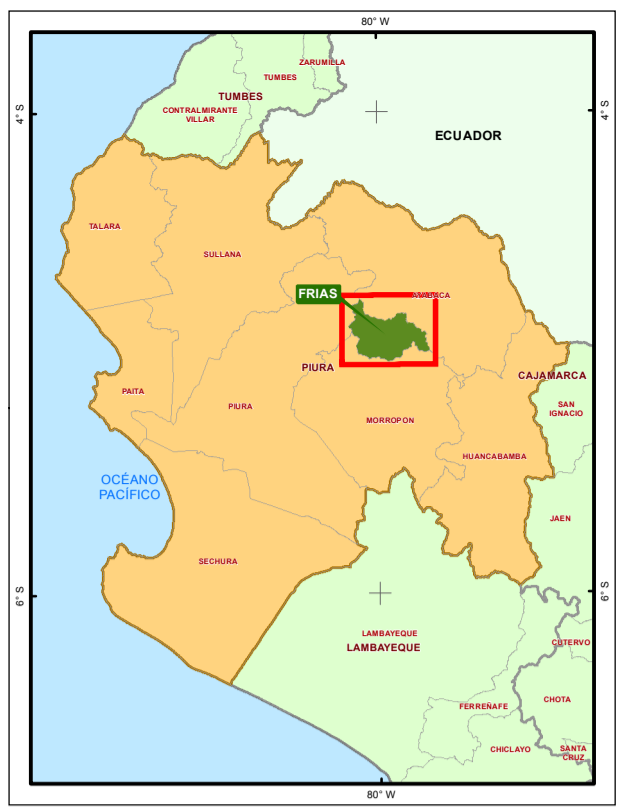 80° W
ZARUMILLA
TUMBES
TUMBES
CONTRALMIRANTE
VILLAR
4° S
4° S
ECUADOR
TALARA
SULLANA
FRIAS
AYABACA
PIURA
CAJAMARCA
PAITA
PIURA
SAN
IGNACIO
MORROPON
HUANCABAMBA
OCÉANO
PACÍFICO
JAEN
SECHURA
6° S
6° S
LAMBAYEQUE
LAMBAYEQUE
CUTERVO
CHOTA
FERREÑAFE
CHICLAYO
SANTA
CRUZ
80° W